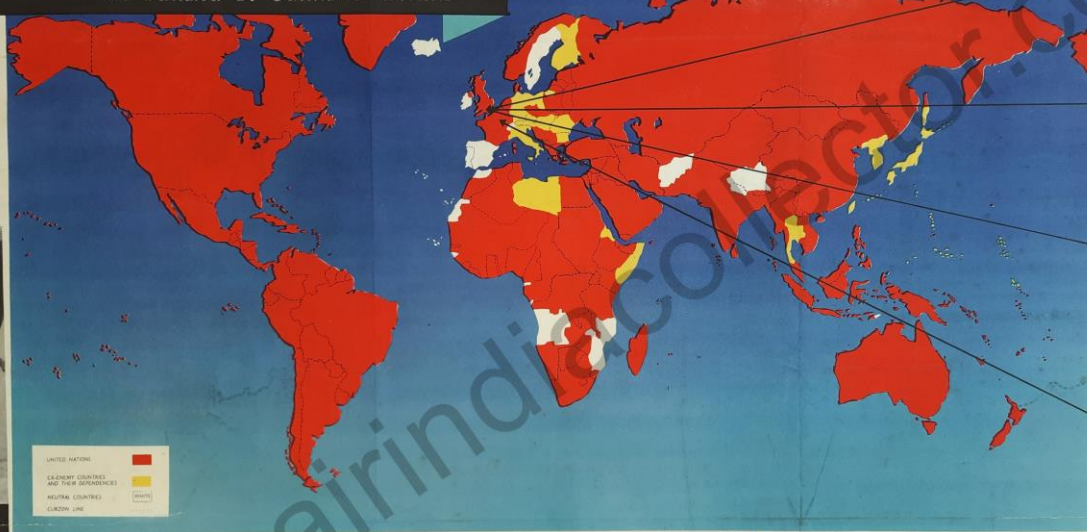 UNITED NATIONS
EX-ENEMY COUNTRIES
AND THEIR DEPENDENCIES
NEUTRAL COUNTRIES
WHITE
CURZON LINE
airindiacollector.c